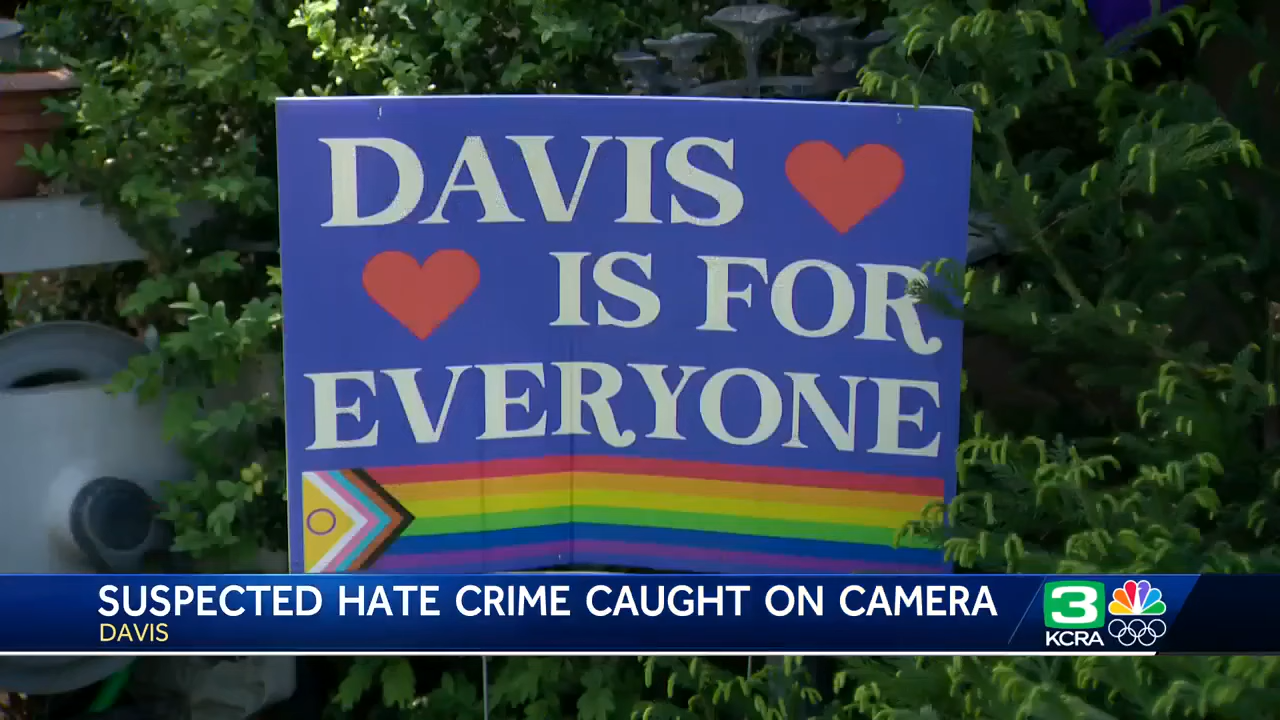 DAVIS
IS FOR
EVERYONE
SUSPECTED HATE CRIME CAUGHT ON CAMERA
DAVIS
3
KCRA